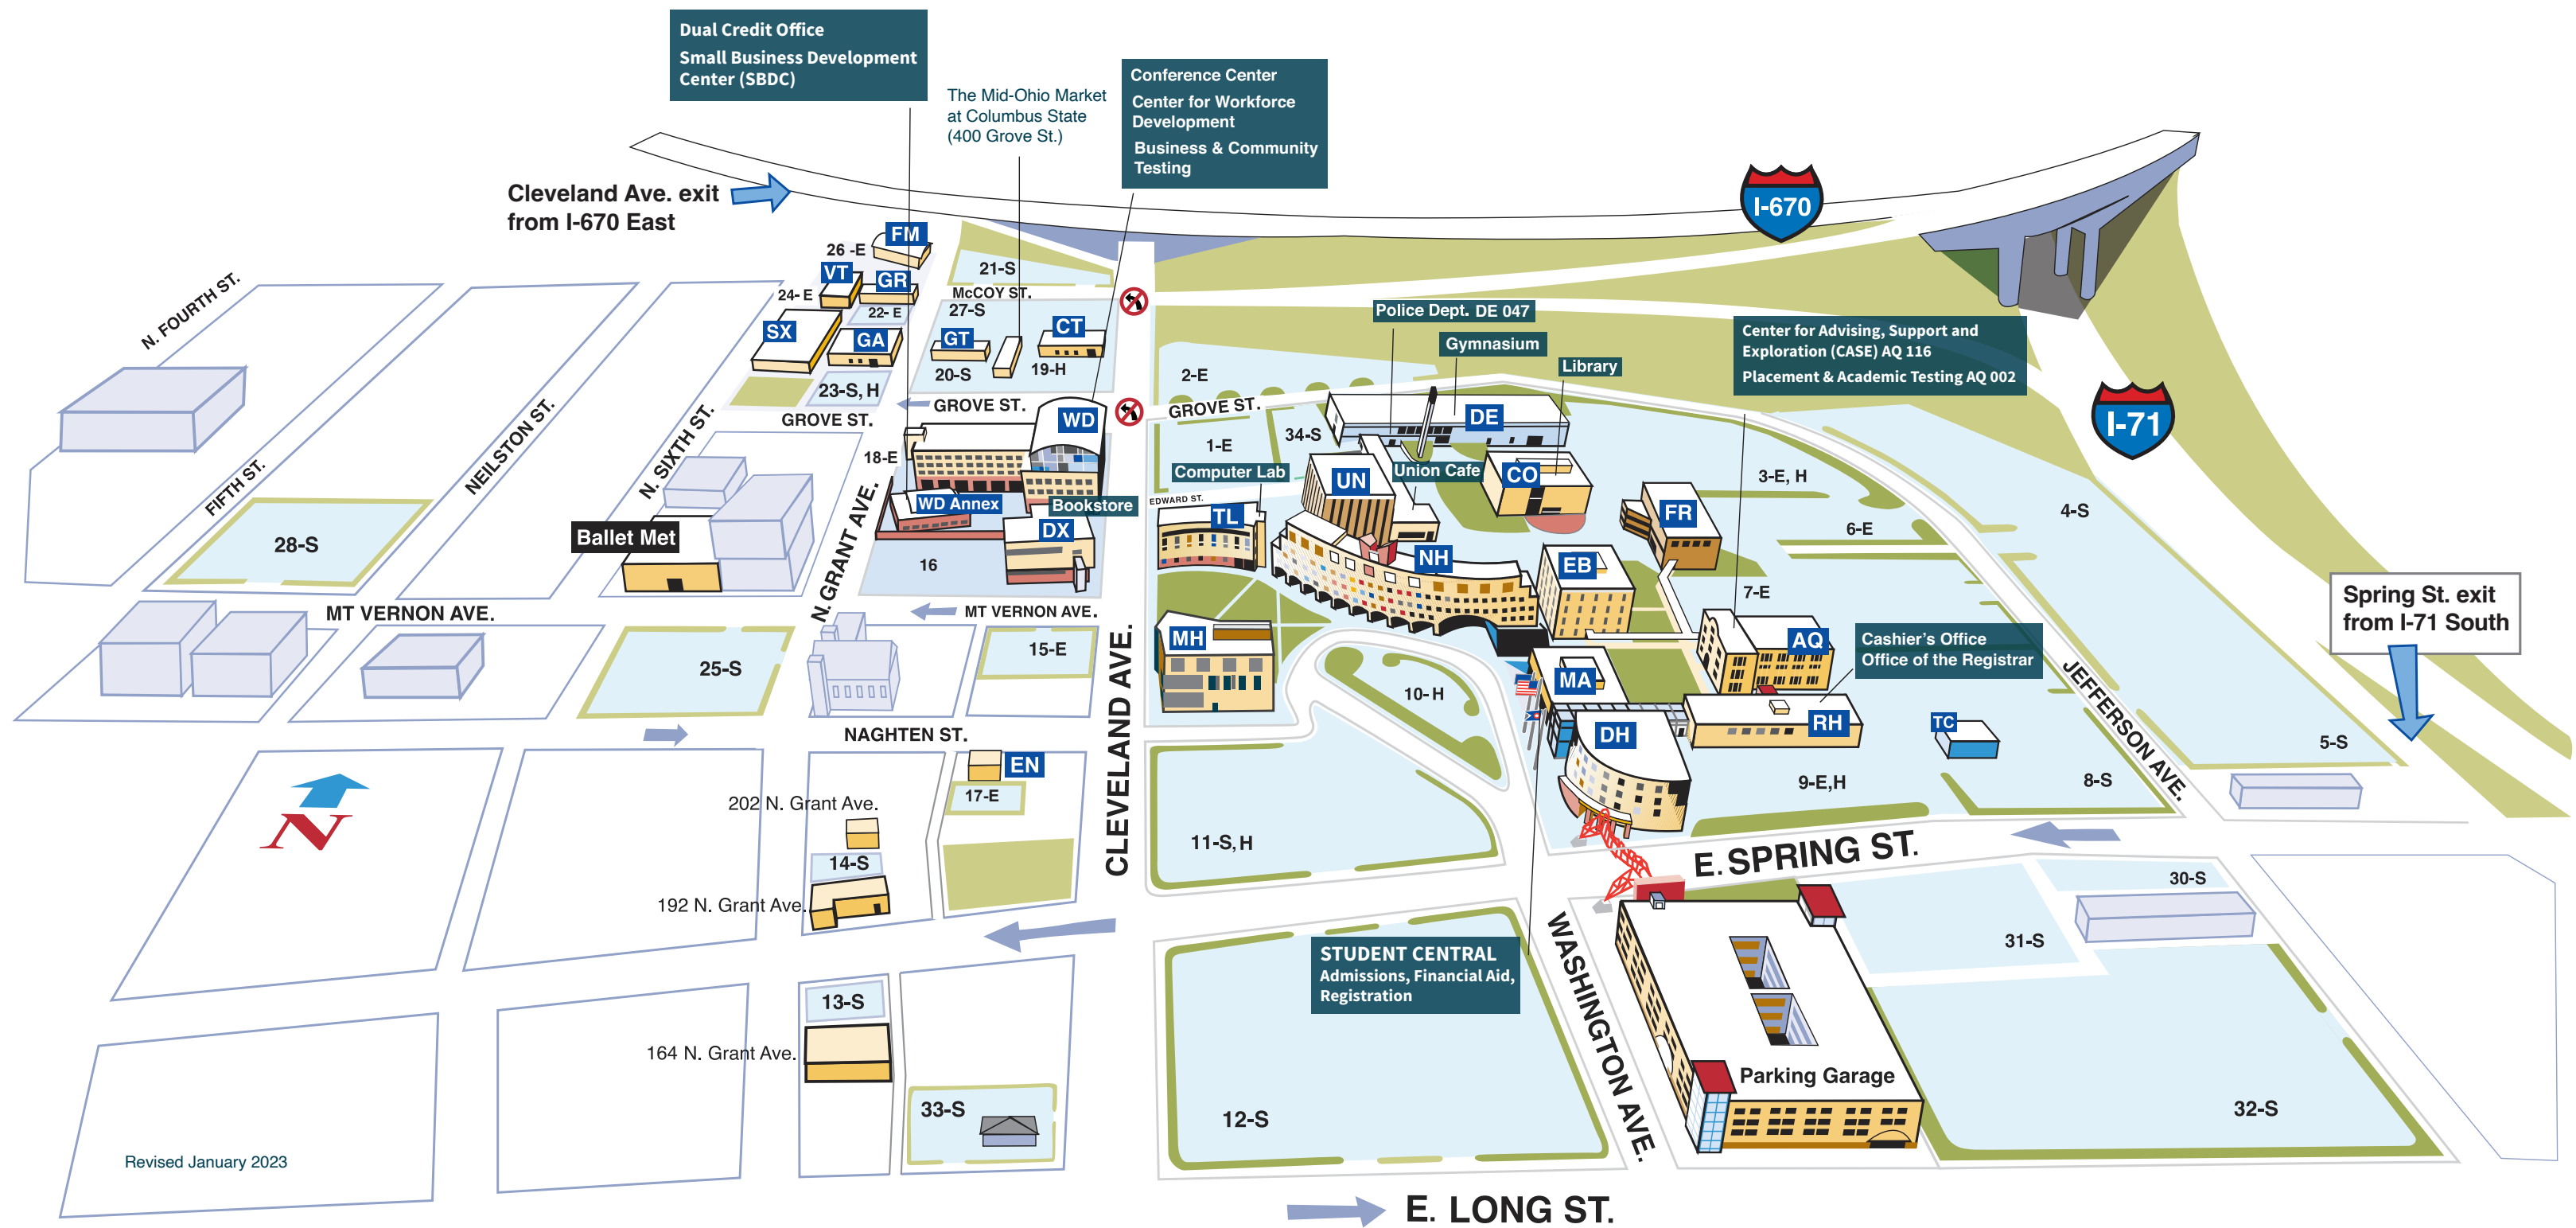 Dual Credit Office
Small Business Development
Center (SBDC)
The Mid-Ohio Market
at Columbus State
(400 Grove St.)
Conference Center
Center for Workforce
Development
Business & Community
Testing
Cleveland Ave. exit
from I-670 East
I-670
FM
26 -E
VT
GR
24- E
22- E
SX
GA
23-S, H
GROVE ST.
21-S
McCOY ST.
27-S
GT
CT
20-S
19-H
GROVE ST.
N. FOURTH ST.
FIFTH ST.
NEILSTON ST.
N. SIXTH ST.
N. GRANT AVE.
28-S
Ballet Met
MT VERNON AVE.
25-S
WD
18-E
WD Annex
Bookstore
DX
16
MT VERNON AVE.
15-E
NAGHTEN ST.
CLEVELAND AVE.
2-E
GROVE ST.
1-E
34-S
Police Dept. DE 047
Gymnasium
Library
DE
Computer Lab
Union Cafe
UN
CO
EDWARD ST.
TL
NH
FR
EB
MH
10- H
MA
DH
Center for Advising, Support and
Exploration (CASE) AQ 116
Placement & Academic Testing AQ 002
I-71
3-E, H
4-S
6-E
7-E
AQ
Cashier's Office
Office of the Registrar
RH
TC
JEFFERSON AVE.
Spring St. exit
from I-71 South
5-S
8-S
9-E,H
11-S, H
E. SPRING ST.
N
EN
17-E
202 N. Grant Ave.
14-S
192 N. Grant Ave.
13-S
164 N. Grant Ave.
33-S
STUDENT CENTRAL
Admissions, Financial Aid,
Registration
12-S
WASHINGTON AVE.
30-S
31-S
Parking Garage
32-S
Revised January 2023
E. LONG ST.